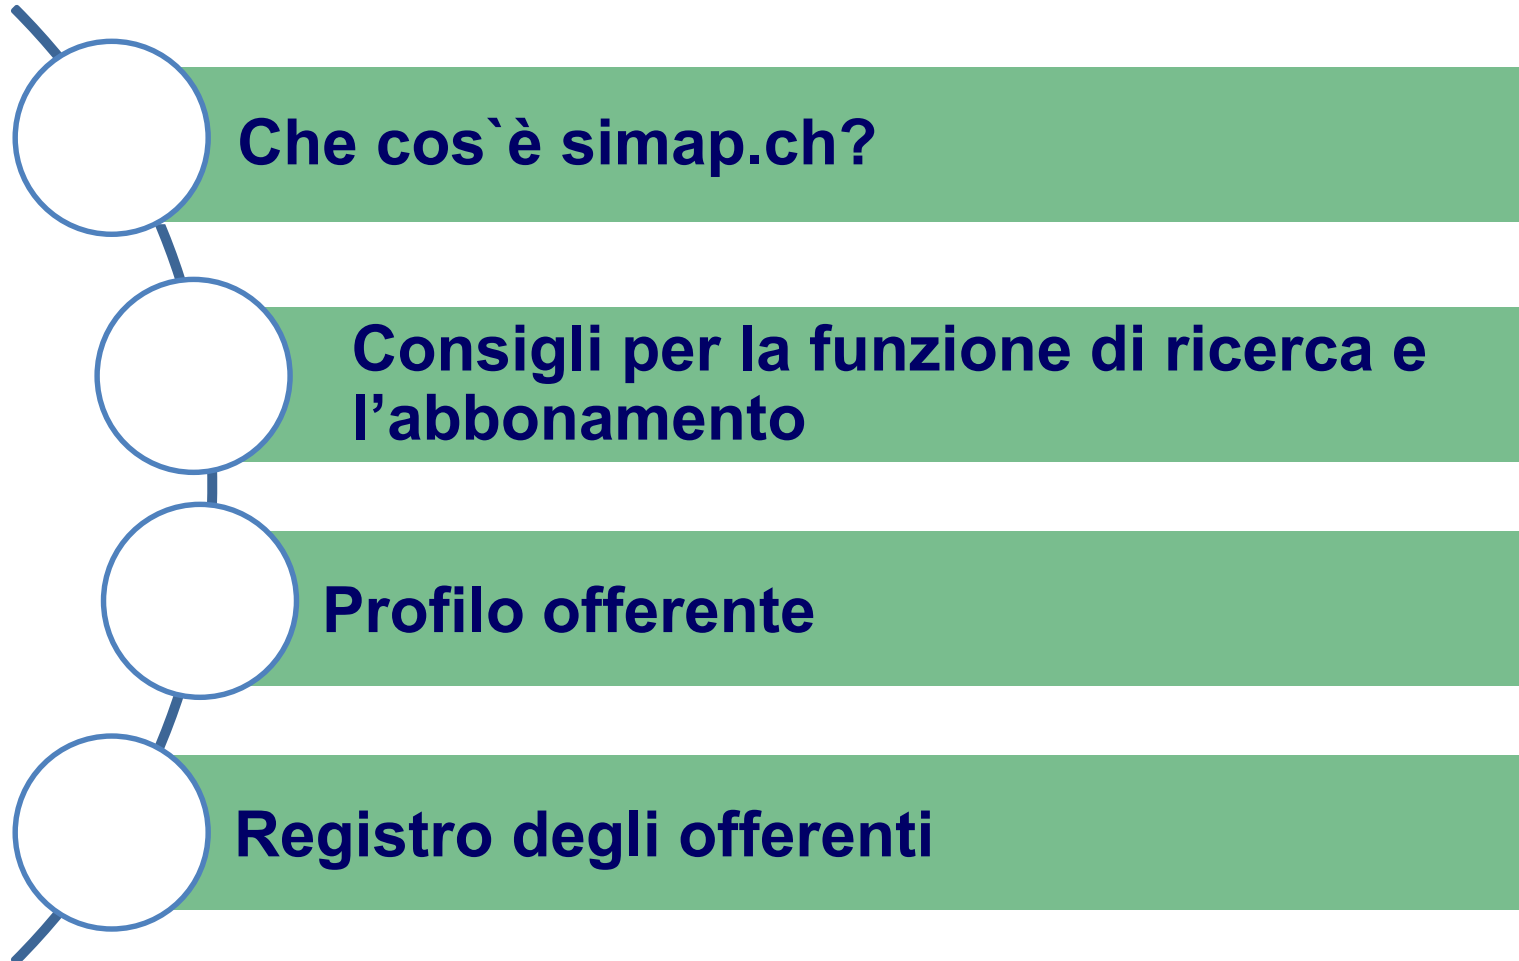 Che cos`è simap.ch?
Consigli per la funzione di ricerca e
l’abbonamento
Profilo offerente
Registro degli offerenti